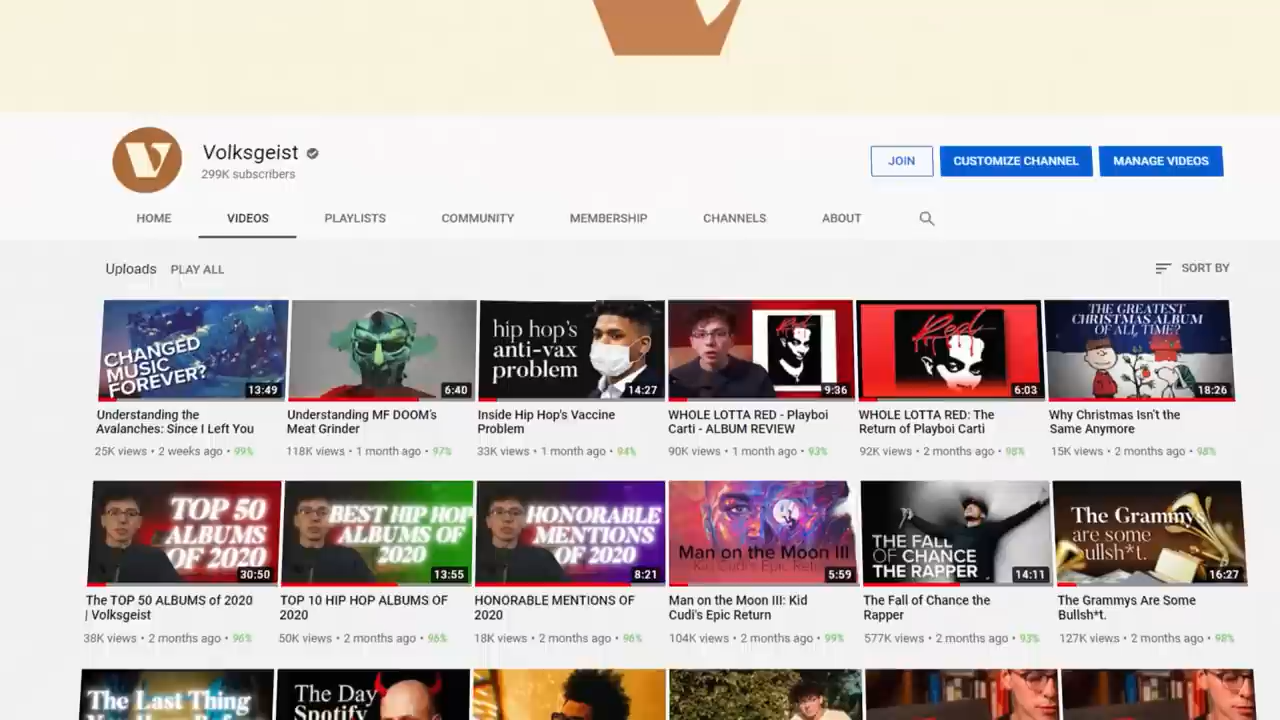 Volksgeist
299K subscribers
JOIN
CUSTOMIZE CHANNEL
MANAGE VIDEOS
HOME
VIDEOS
PLAYLISTS
COMMUNITY
MEMBERSHIP
CHANNELS
ABOUT
Uploads
PLAY ALL
SORT BY
CHANGED
MUSIC
FOREVER?
13:49
6:40
hip hop's
anti-vax
problem
14:27
9:36
Red
6:03
THE GREATEST
CHRISTMAS ALBUM
OF ALL TIME?
18:26
Understanding the
Avalanches: Since I Left You
25K views • 2 weeks ago • 99%
Understanding MF DOOM's
Meat Grinder
118K views • 1 month ago • 97%
Inside Hip Hop's Vaccine
Problem
33K views • 1 month ago • 94%
WHOLE LOTTA RED - Playboi
Carti - ALBUM REVIEW
90K views • 1 month ago • 93%
WHOLE LOTTA RED: The
Return of Playboi Carti
92K views • 2 months ago • 98%
Why Christmas Isn't the
Same Anymore
15K views • 2 months ago • 98%
TOP 50
ALBUMS
OF 2020
30:50
BEST HIP HOP
ALBUMS OF
2020
13:55
HONORABLE
MENTIONS
OF 2020
8:21
Man on the Moon III
Kid Cudi's Epic Return
5:59
THE FALL
OF CHANCE
THE RAPPER
14:11
The Grammys
are some
bullsh*t.
16:27
The TOP 50 ALBUMS of 2020
| Volksgeist
38K views • 2 months ago • 96%
TOP 10 HIP HOP ALBUMS OF
2020
50K views • 2 months ago • 96%
HONORABLE MENTIONS OF
2020
18K views • 2 months ago • 96%
Man on the Moon III: Kid
Cudi's Epic Return
104K views • 2 months ago • 99%
The Fall of Chance the
Rapper
577K views • 2 months ago • 93%
The Grammys Are Some
Bullsh*t.
127K views • 2 months ago • 98%
The Last Thing
The Day
Spotify